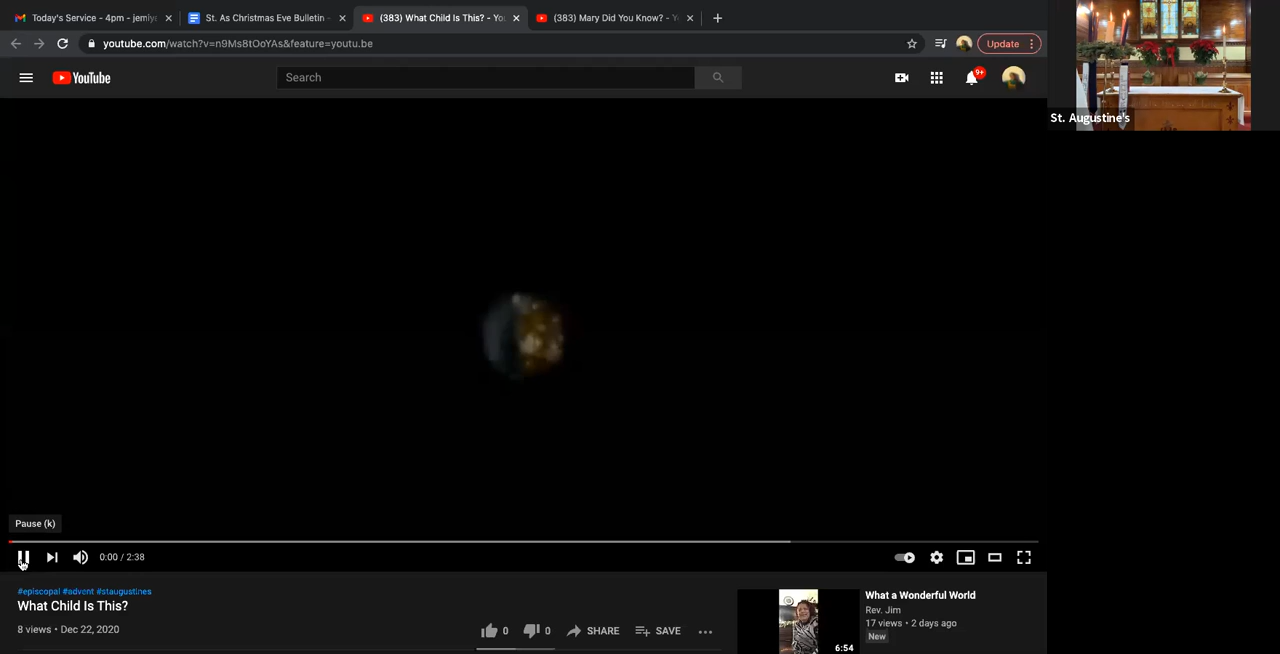 Today's Service - 4pm - jemly
St. As Christmas Eve Bulletin -
(383) What Child Is This? - Yo
(383) Mary Did You Know? - Y
youtube.com/watch?v=n9Ms8tOoYAs&feature=youtu.be
Update
YouTube
Search
9+
St. Augustine's
Pause (k)
0:00 / 2:38
#episcopal #advent #staugustines
What Child Is This?
8 views • Dec 22, 2020
0
0
SHARE
SAVE
What a Wonderful World
Rev. Jim
17 views • 2 days ago
New
6:54